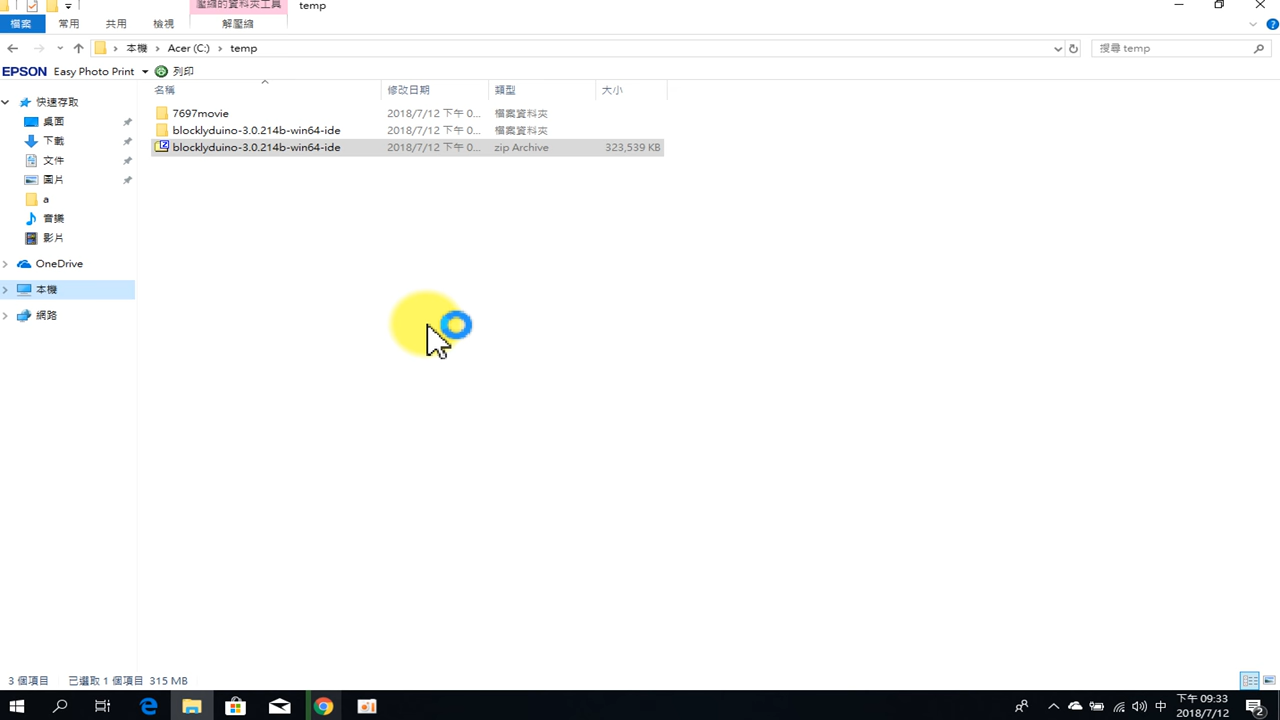 壓縮的資料夾工具 temp
檔案 常用 共用 檢視 解壓縮
本機 Acer (C:) temp 搜尋 temp
EPSON Easy Photo Print 列印
名稱 修改日期 類型 大小
快速存取
桌面
下載
文件
圖片
a
音樂
影片
OneDrive
本機
網路
7697movie 2018/7/12 下午 0... 檔案資料夾
blocklyduino-3.0.214b-win64-ide 2018/7/12 下午 0... 檔案資料夾
blocklyduino-3.0.214b-win64-ide 2018/7/12 下午 0... zip Archive 323,539 KB
3 個項目 已選取 1 個項目 315 MB
中 下午 09:33
2018/7/12 2